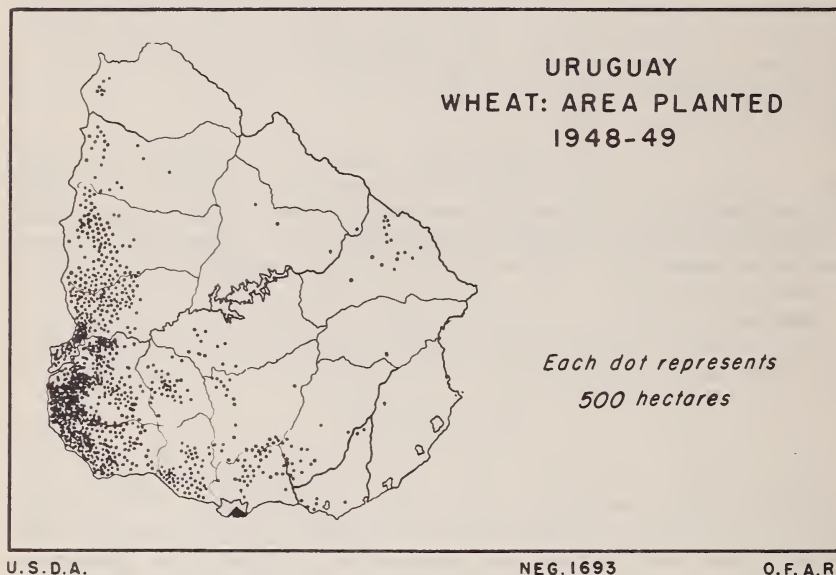 URUGUAY
WHEAT: AREA PLANTED
1948-49
Each dot represents
500 hectares
U.S.D.A.
NEG.1693
O.F.A.R